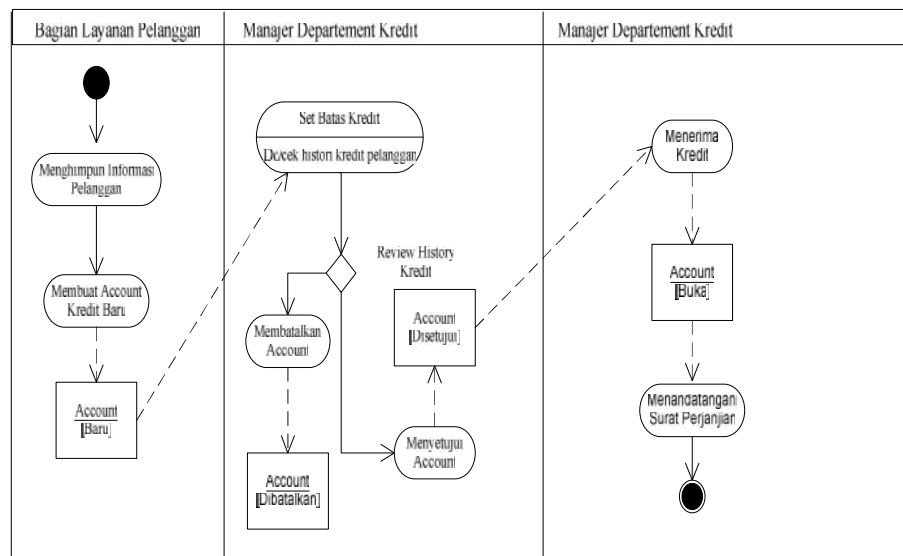 Bagian Layanan Pelanggan
Manajer Departement Kredit
Manajer Departement Kredit
Menghimpun Informasi
Pelanggan
Membuat Account
Kredit Baru
Account
[Baru]
Set Batas Kredit
Do/cek histori kredit pelanggan
Review History
Kredit
Membatalkan
Account
Account
[Dibatalkan]
Account
[Disetujui]
Menyetujui
Account
Menerima
Kredit
Account
[Buka]
Menandatangani
Surat Perjanjian